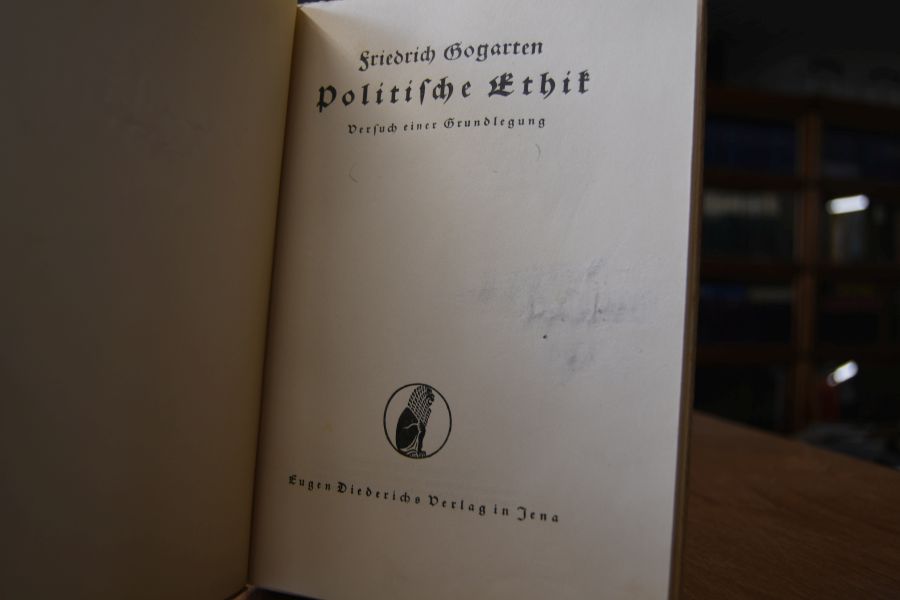 Friedrich Gogarten
Politiſche Ethik
Verſuch einer Grundlegung
Eugen Diederichs Verlag in Jena